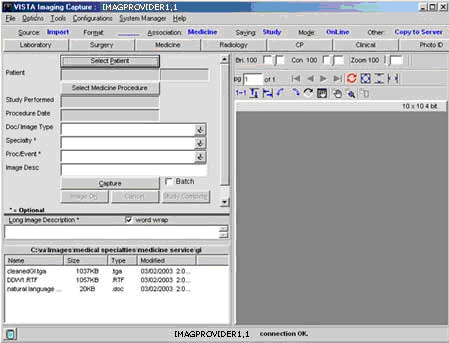 VISTA Imaging Capture : IMAGPROVIDER1,1
File Options Tools Configurations System Manager Help
Source: Import Format Association: Medicine Saving: Study Mode: OnLine Other: Copy to Server
Laboratory Surgery Medicine Radiology CP Clinical Photo ID
Select Patient
Patient
Select Medicine Procedure
Study Performed
Procedure Date
Doc/ Image Type
Specialty *
Proc/Event *
Image Desc
Capture Batch
Image OK Cancel Study Complete
* = Optional
Long Image Description * word wrap
C:\va\Images\medical specialties\medicine service\gi
Name Size Type Modified
cleanedGI.tga 1037KB .tga 03/02/2003 2:0...
DDW1.RTF 1057KB .RTF 03/02/2003 2:0...
natural language ... 20KB .doc 03/02/2003 2:0...
Bri. 100 Con. 100 Zoom 100
pg 1 of 1
1-1
10 x 10 4 bit.
IMAGPROVIDER1,1 connection OK.